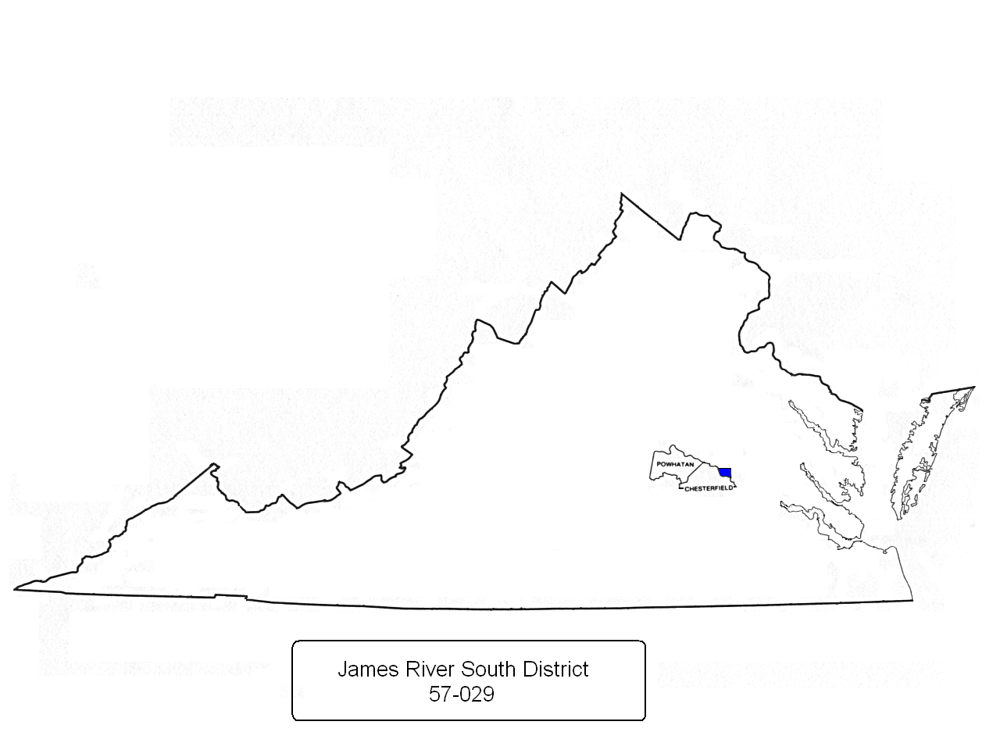 POWHATAN
CHESTERFIELD
James River South District
57-029